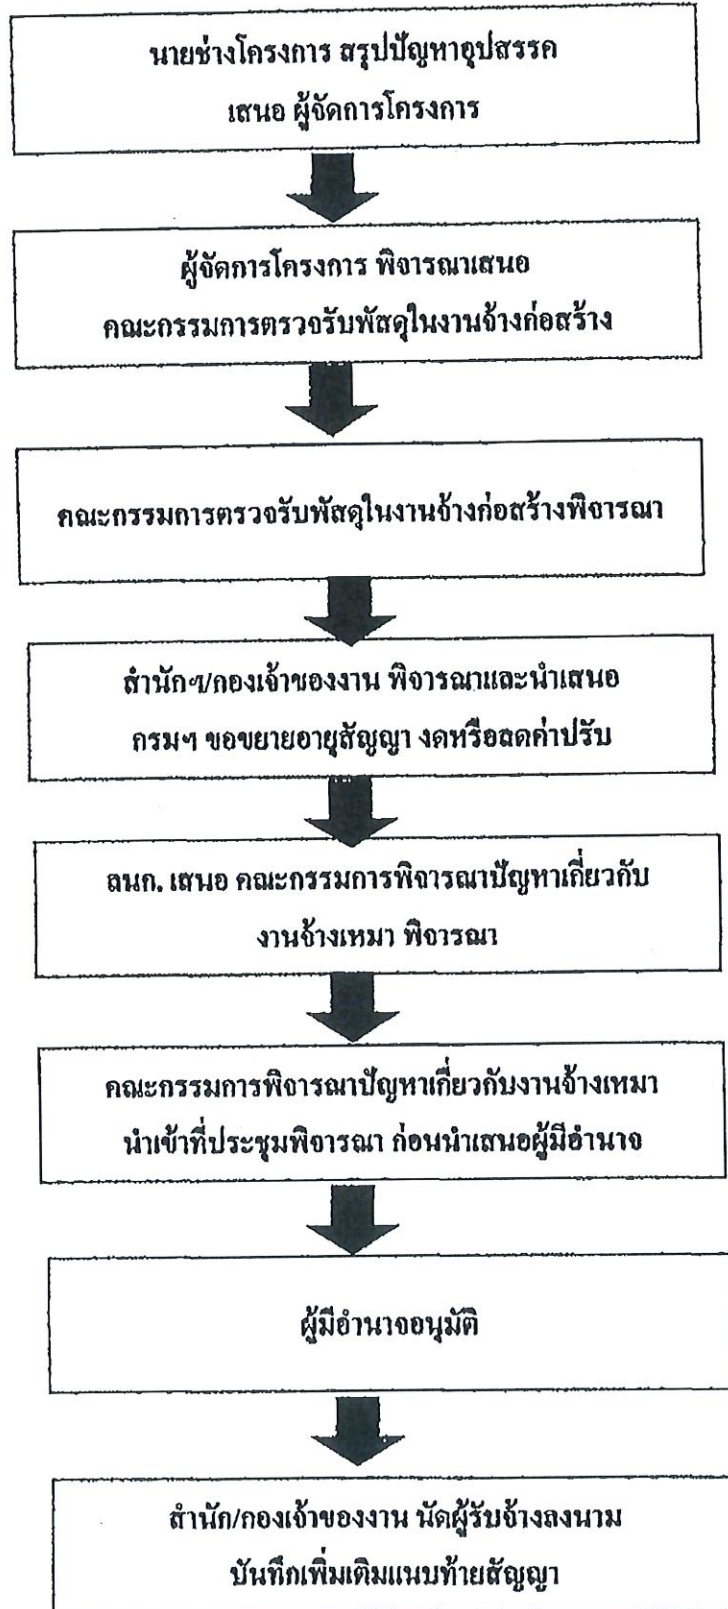 นายช่างโครงการ สรุปปัญหาอุปสรรค
เสนอ ผู้จัดการโครงการ
ผู้จัดการโครงการ พิจารณาเสนอ
คณะกรรมการตรวจรับพัสดุในงานจ้างก่อสร้าง
คณะกรรมการตรวจรับพัสดุในงานจ้างก่อสร้างพิจารณา
สำนักฯ/กองเจ้าของงาน พิจารณาและนำเสนอ
กรมฯ ขอขยายอายุสัญญา งดหรือลดค่าปรับ
ลนก. เสนอ คณะกรรมการพิจารณาปัญหาเกี่ยวกับ
งานจ้างเหมา พิจารณา
คณะกรรมการพิจารณาปัญหาเกี่ยวกับงานจ้างเหมา
นำเข้าที่ประชุมพิจารณา ก่อนนำเสนอผู้มีอำนาจ
ผู้มีอำนาจอนุมัติ
สำนัก/กองเจ้าของงาน นัดผู้รับจ้างลงนาม
บันทึกเพิ่มเติมแนบท้ายสัญญา